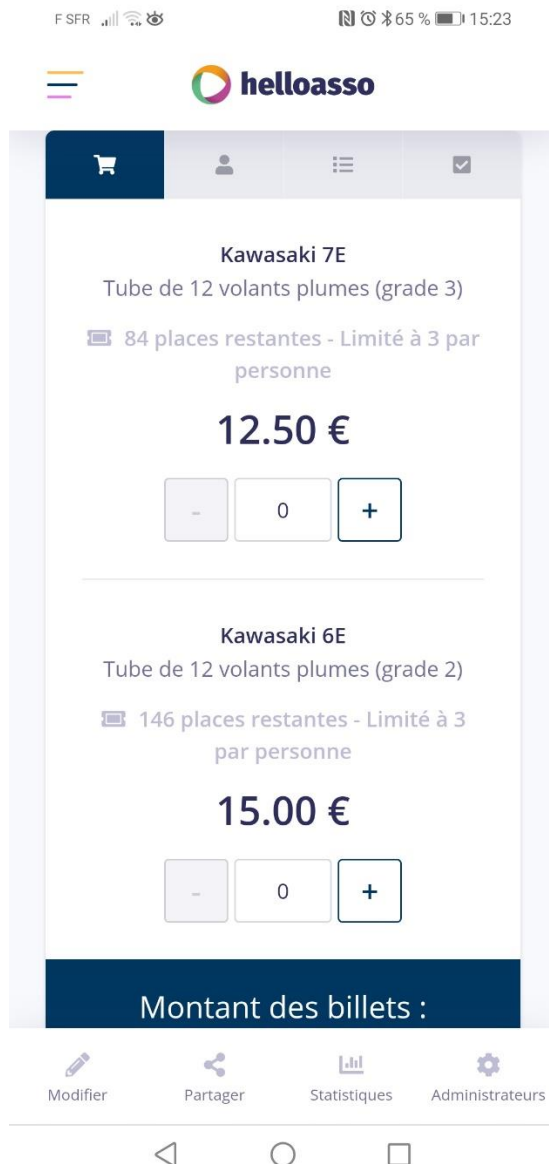 F SFR 65 % 15:23
helloasso
Kawasaki 7E
Tube de 12 volants plumes (grade 3)
84 places restantes - Limité à 3 par
personne
12.50 €
- 0 +
Kawasaki 6E
Tube de 12 volants plumes (grade 2)
146 places restantes - Limité à 3
par personne
15.00 €
- 0 +
Montant des billets :
Modifier Partager Statistiques Administrateurs